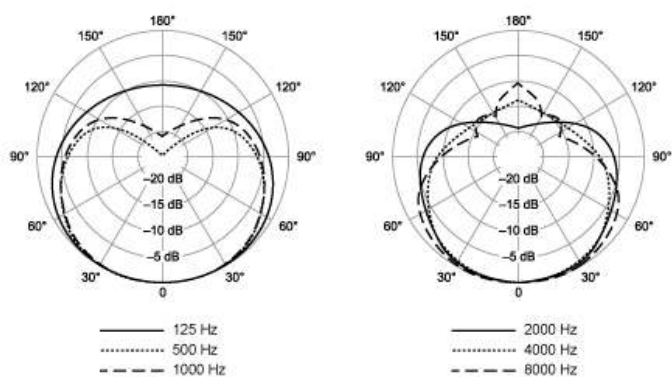 180°
150° 150°
120° 120°
90° 90°
60° 60°
30° 30°
0
–20 dB
–15 dB
–10 dB
–5 dB
125 Hz
500 Hz
1000 Hz
180°
150° 150°
120° 120°
90° 90°
60° 60°
30° 30°
0
–20 dB
–15 dB
–10 dB
–5 dB
2000 Hz
4000 Hz
8000 Hz